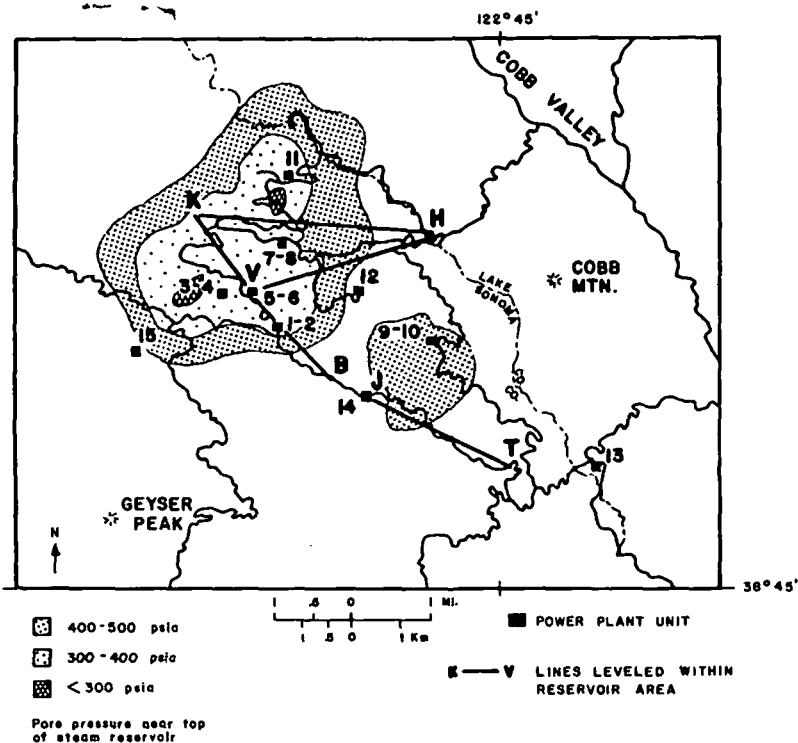 122°45'
COBB VALLEY
11
K
H
7-8
LAKE
SONOMA
COBB
MTN.
V
12
3-4
5-6
1-2
9-10
15
B
J
14
T
13
GEYSER
PEAK
N
38°45'
1 .5 0 1 MI.
1 .5 0 1 Km
400-500 psia
300-400 psia
<300 psia
Pore pressure near top
of steam reservoir
POWER PLANT UNIT
K V LINES LEVELED WITHIN
RESERVOIR AREA